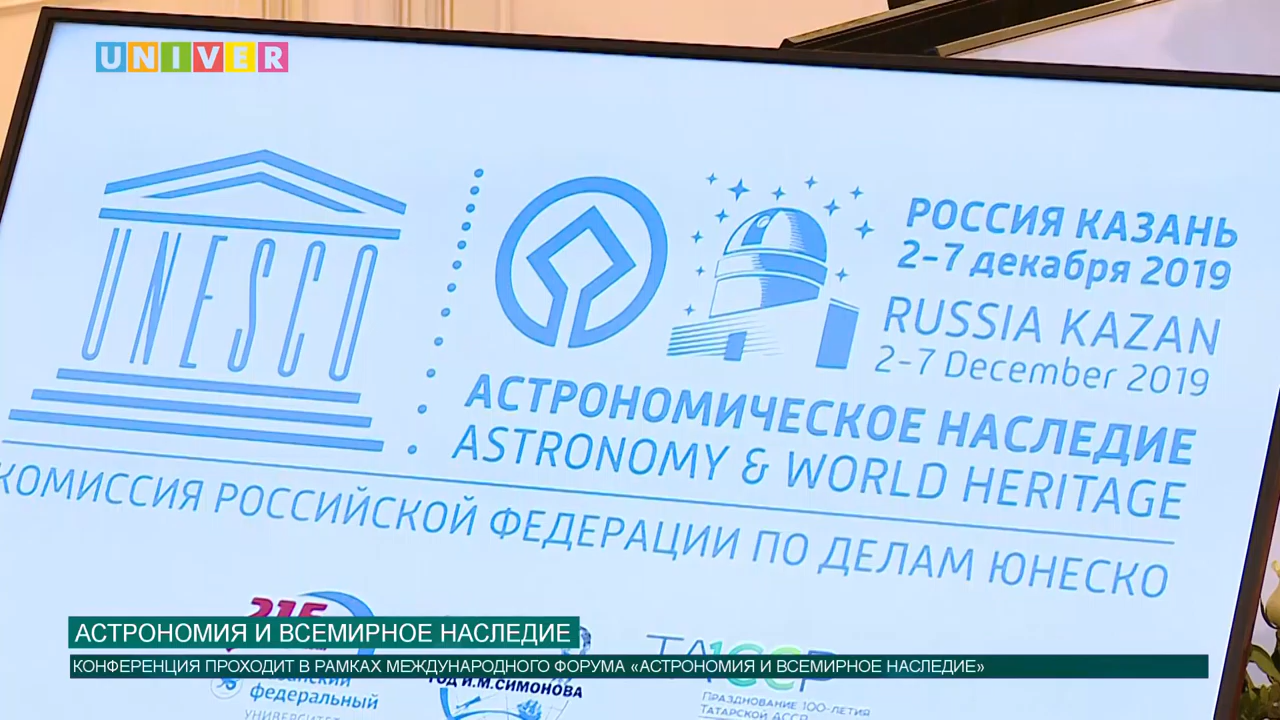 UNIVER
UNESCO
РОССИЯ КАЗАНЬ
2-7 декабря 2019
RUSSIA KAZAN
2-7 December 2019
АСТРОНОМИЧЕСКОЕ НАСЛЕДИЕ
ASTRONOMY & WORLD HERITAGE
КОМИССИЯ РОССИЙСКОЙ ФЕДЕРАЦИИ ПО ДЕЛАМ ЮНЕСКО
АСТРОНОМИЯ И ВСЕМИРНОЕ НАСЛЕДИЕ
КОНФЕРЕНЦИЯ ПРОХОДИТ В РАМКАХ МЕЖДУНАРОДНОГО ФОРУМА «АСТРОНОМИЯ И ВСЕМИРНОЕ НАСЛЕДИЕ»
федеральный
ГОД И.М.СИМОНОВА
ПРАЗДНОВАНИЕ 100-ЛЕТИЯ
ТАТАРСКОЙ АССР